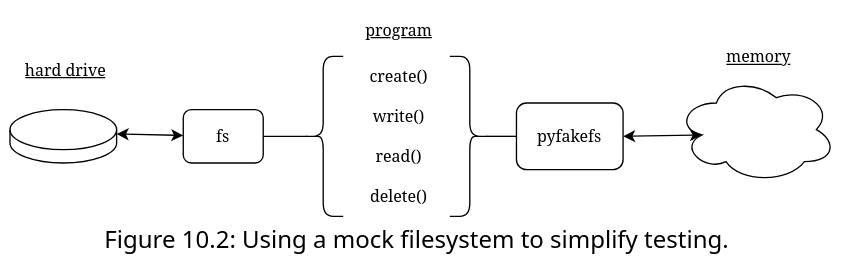 program
hard drive
memory
create()
write()
read()
delete()
fs
pyfakefs
Figure 10.2: Using a mock filesystem to simplify testing.